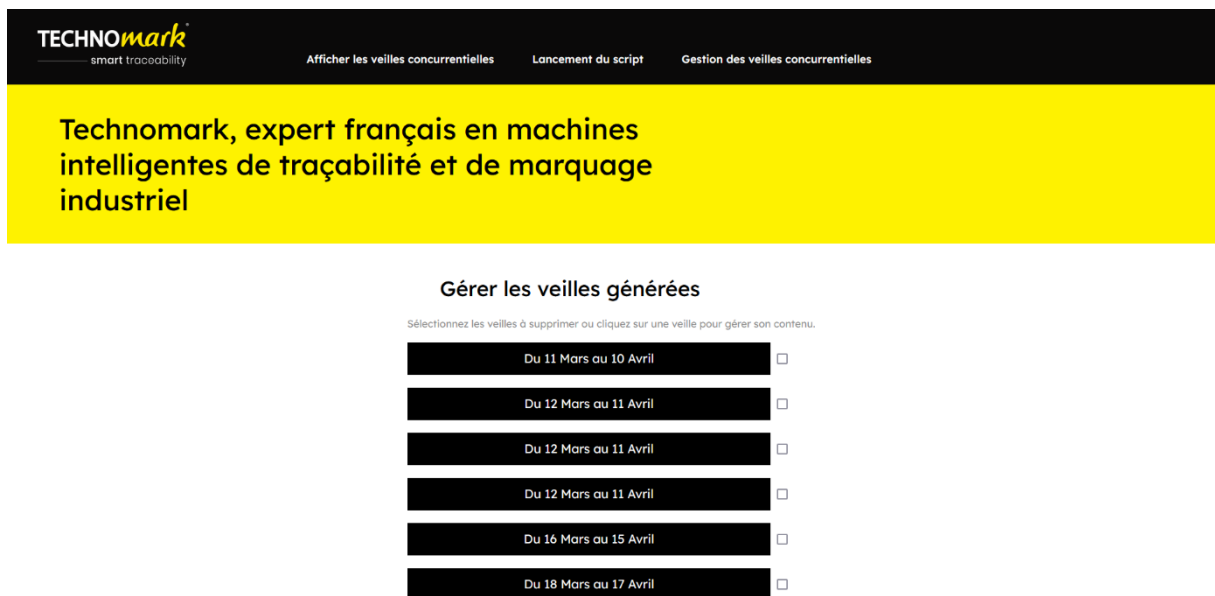 TECHNOmark
smart traceability
Afficher les veilles concurrentielles Lancement du script Gestion des veilles concurrentielles
Technomark, expert français en machines
intelligentes de traçabilité et de marquage
industriel
Gérer les veilles générées
Sélectionnez les veilles à supprimer ou cliquez sur une veille pour gérer son contenu.
Du 11 Mars au 10 Avril
Du 12 Mars au 11 Avril
Du 12 Mars au 11 Avril
Du 12 Mars au 11 Avril
Du 16 Mars au 15 Avril
Du 18 Mars au 17 Avril